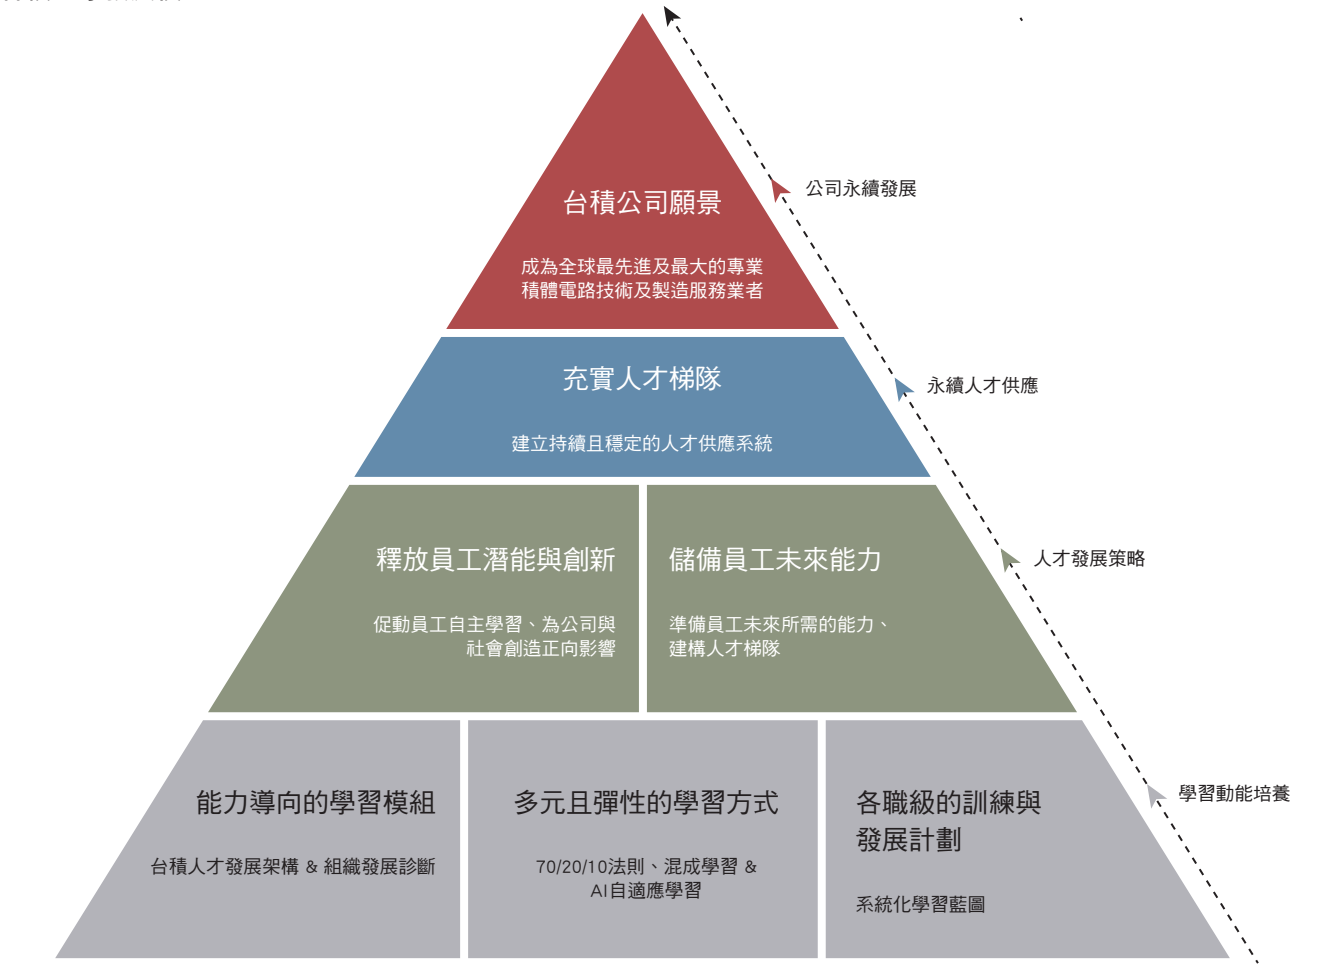 台積公司願景
成為全球最先進及最大的專業
積體電路技術及製造服務業者
公司永續發展
充實人才梯隊
建立持續且穩定的人才供應系統
永續人才供應
釋放員工潛能與創新
促動員工自主學習、為公司與
社會創造正向影響
儲備員工未來能力
準備員工未來所需的能力、
建構人才梯隊
人才發展策略
能力導向的學習模組
台積人才發展架構 & 組織發展診斷
多元且彈性的學習方式
70/20/10法則、混成學習 &
AI自適應學習
各職級的訓練與
發展計劃
系統化學習藍圖
學習動能培養